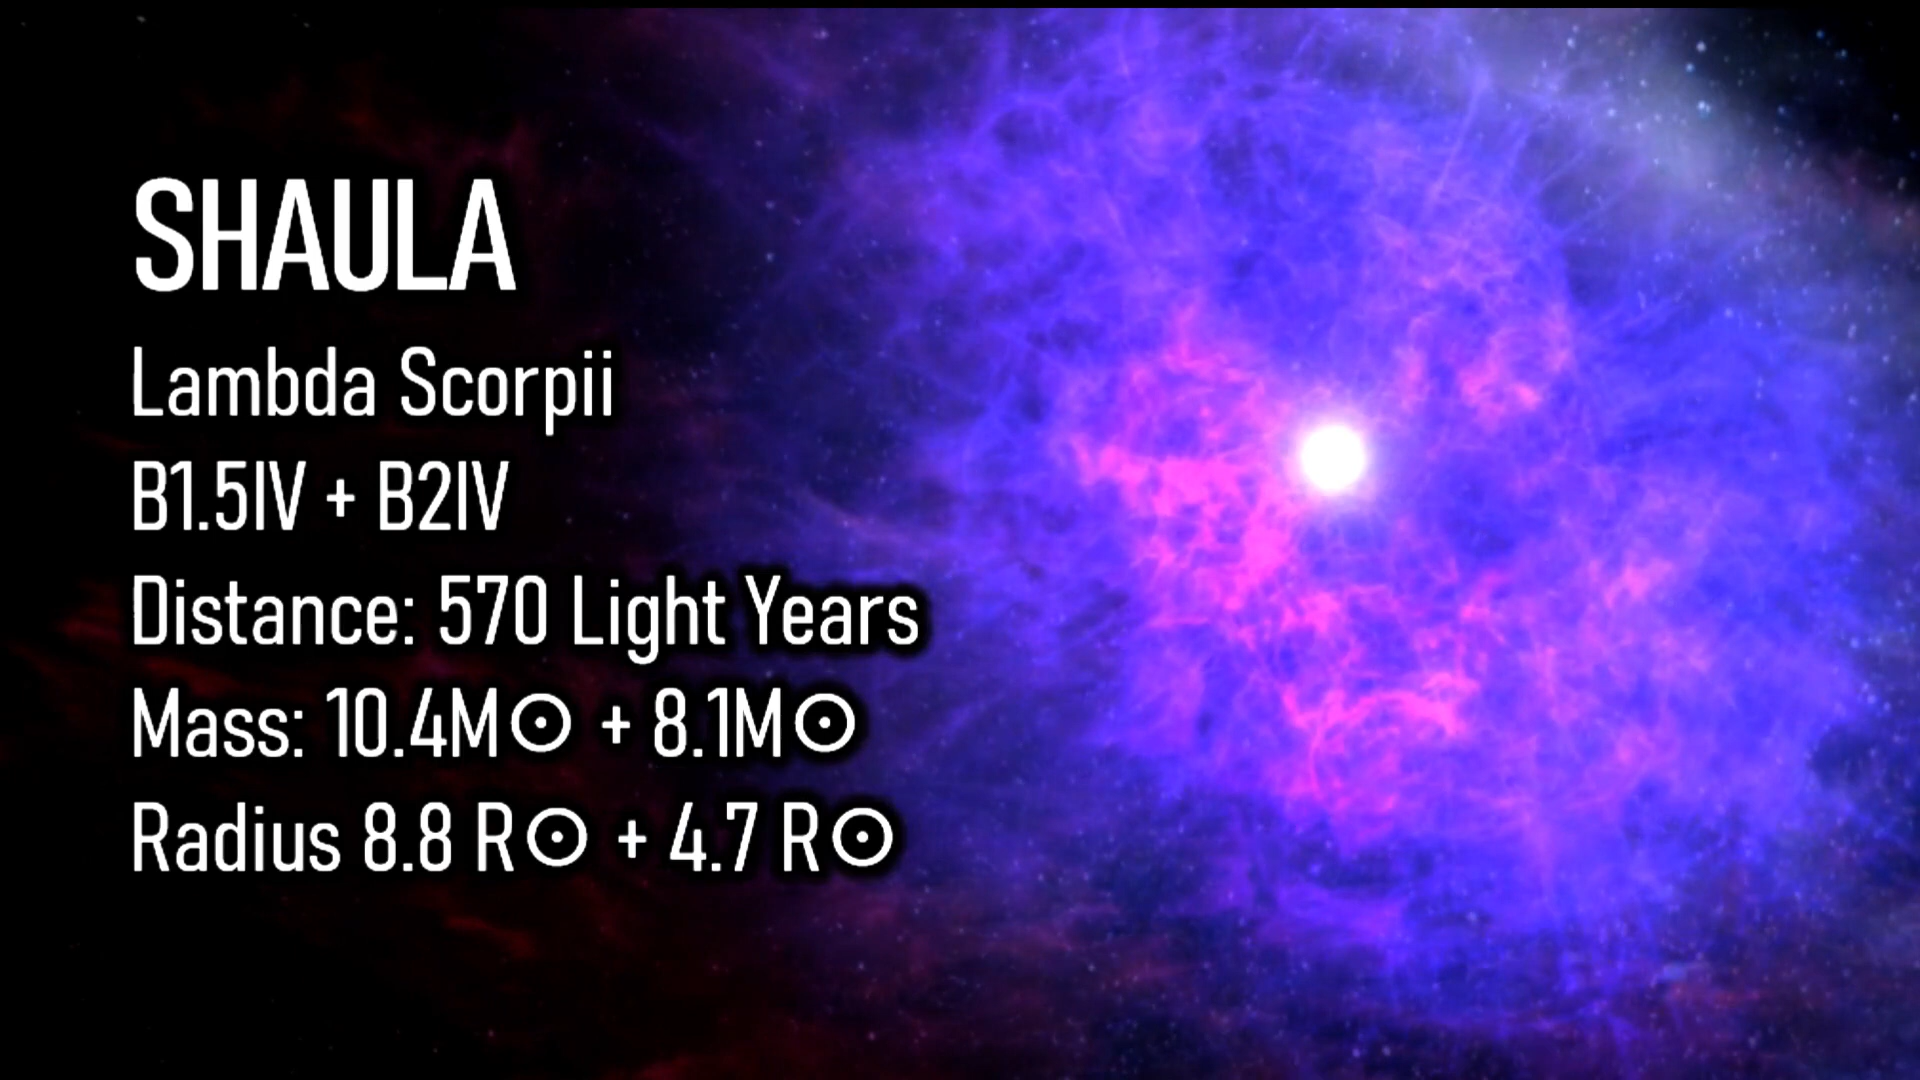 SHAULA
Lambda Scorpii
B1.5IV + B2IV
Distance: 570 Light Years
Mass: 10.4M☉ + 8.1M☉
Radius 8.8 R☉ + 4.7 R☉